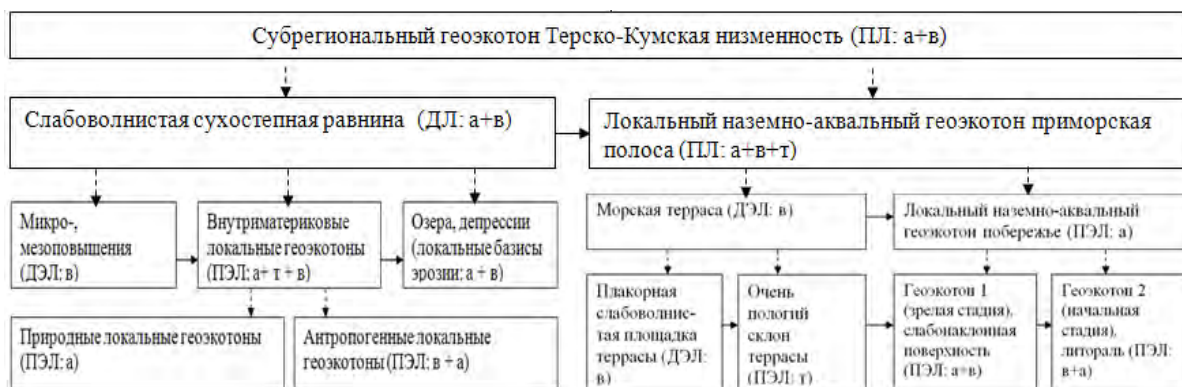 Субрегиональный геоэкотон Терско-Кумская низменность (ПЛ: а+в)
Слабоволнистая сухостепная равнина (ДЛ: а+в)
Локальный наземно-аквальный геоэкотон приморская
полоса (ПЛ: а+в+т)
Микро-,
мезоповышения
(ДЭЛ: в)
Внутриматериковые
локальные геоэкотоны
(ПЭЛ: а+ т + в)
Озера, депрессии
(локальные базисы
эрозии: а + в)
Морская терраса (ДЭЛ: в)
Локальный наземно-аквальный
геоэкотон побережье (ПЭЛ: а)
Природные локальные геоэкотоны
(ПЭЛ: а)
Антропогенные локальные
геоэкотоны (ПЭЛ: в + а)
Плакорная
слабоволнис-
тая площадка
террасы (ДЭЛ:
в)
Очень
пологий
склон
террасы
(ПЭЛ: т)
Геоэкотон 1
(зрелая стадия),
слабонаклонная
поверхность
(ПЭЛ: а+в)
Геоэкотон 2
(начальная
стадия),
литораль (ПЭЛ:
в+а)